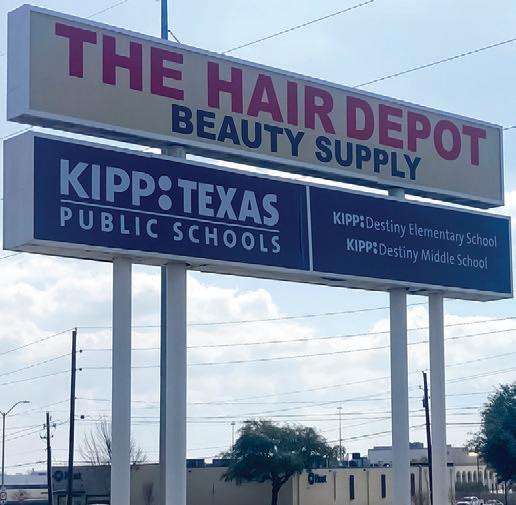 THE HAIR DEPOT
BEAUTY SUPPLY
KIPP:TEXAS
PUBLIC SCHOOLS
KIPP:Destiny Elementary School
KIPP:Destiny Middle School